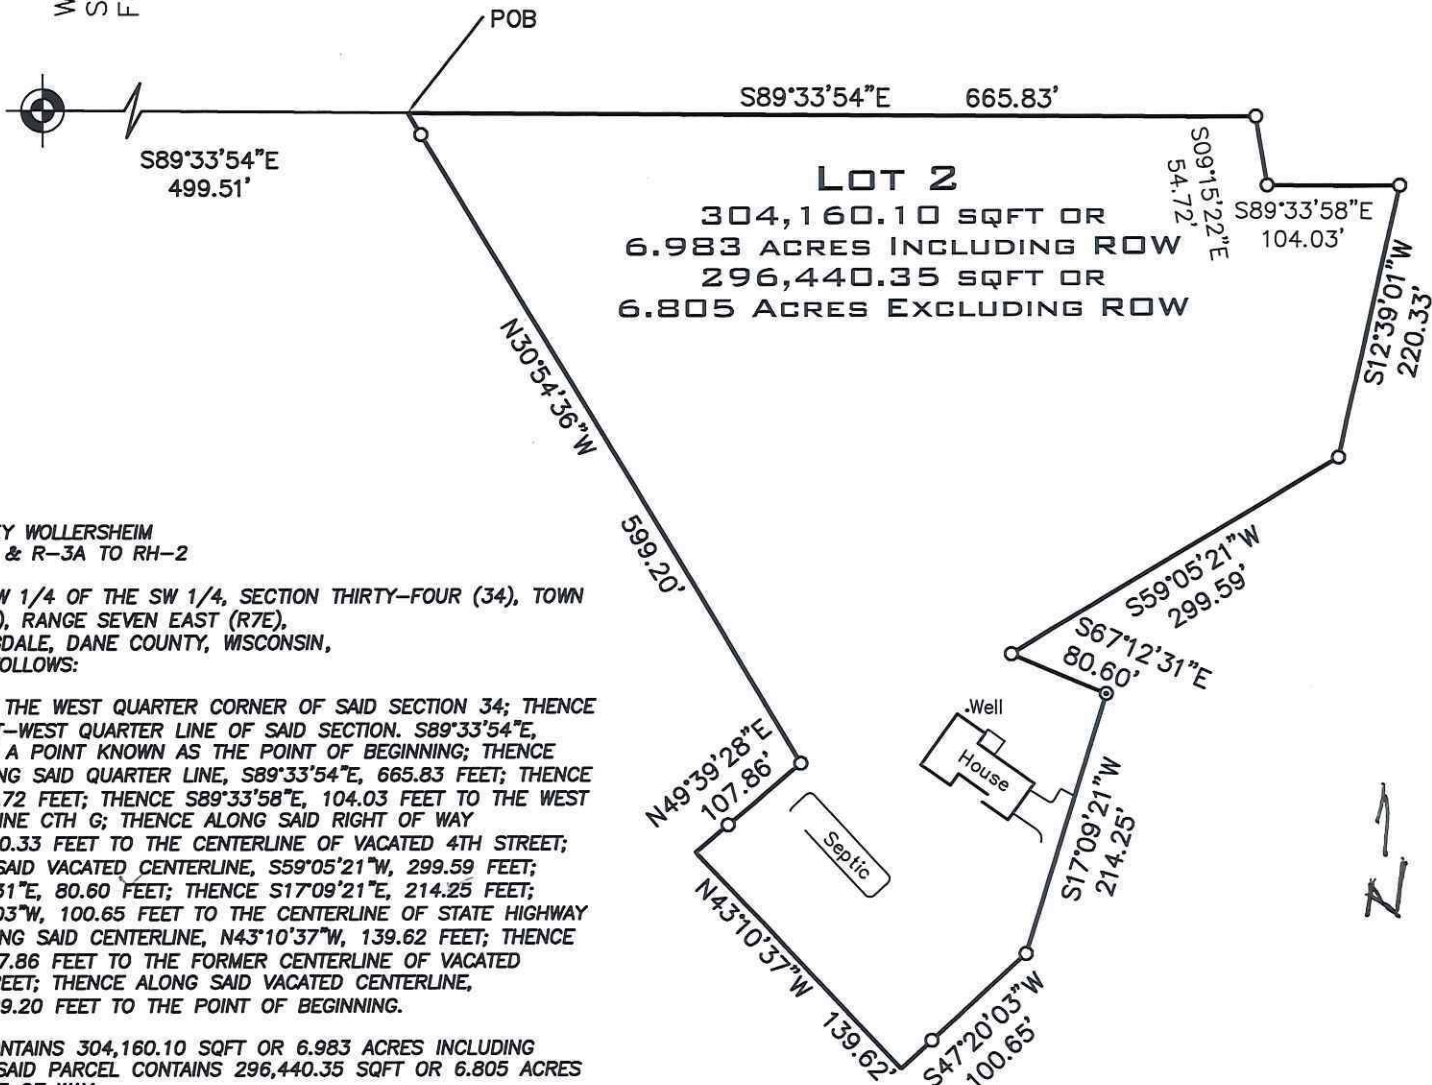 W
S
F
POB
S89°33'54"E 665.83'
S89°33'54"E
499.51'
S09°15'22"E
54.72'
S89°33'58"E
104.03'
LOT 2
304,160.10 SQFT OR
6.983 ACRES INCLUDING ROW
296,440.35 SQFT OR
6.805 ACRES EXCLUDING ROW
S12°39'01"W
220.33'
N30°54'36"W
599.20'
S59°05'21"W
299.59'
S67°12'31"E
80.60'
.Well
House
S17°09'21"W
214.25'
N49°39'28"E
107.86'
Septic
N43°10'37"W
139.62'
S47°20'03"W
100.65'
N
Y WOLLERSHEIM
& R-3A TO RH-2
W 1/4 OF THE SW 1/4, SECTION THIRTY-FOUR (34), TOWN
), RANGE SEVEN EAST (R7E),
SDALE, DANE COUNTY, WISCONSIN,
OLLOWS:
THE WEST QUARTER CORNER OF SAID SECTION 34; THENCE
T-WEST QUARTER LINE OF SAID SECTION. S89°33'54"E,
A POINT KNOWN AS THE POINT OF BEGINNING; THENCE
NG SAID QUARTER LINE, S89°33'54"E, 665.83 FEET; THENCE
.72 FEET; THENCE S89°33'58"E, 104.03 FEET TO THE WEST
INE CTH G; THENCE ALONG SAID RIGHT OF WAY
0.33 FEET TO THE CENTERLINE OF VACATED 4TH STREET;
SAID VACATED CENTERLINE, S59°05'21"W, 299.59 FEET;
31"E, 80.60 FEET; THENCE S17°09'21"E, 214.25 FEET;
03"W, 100.65 FEET TO THE CENTERLINE OF STATE HIGHWAY
NG SAID CENTERLINE, N43°10'37"W, 139.62 FEET; THENCE
7.86 FEET TO THE FORMER CENTERLINE OF VACATED
EET; THENCE ALONG SAID VACATED CENTERLINE,
9.20 FEET TO THE POINT OF BEGINNING.
NTAINS 304,160.10 SQFT OR 6.983 ACRES INCLUDING
SAID PARCEL CONTAINS 296,440.35 SQFT OR 6.805 ACRES